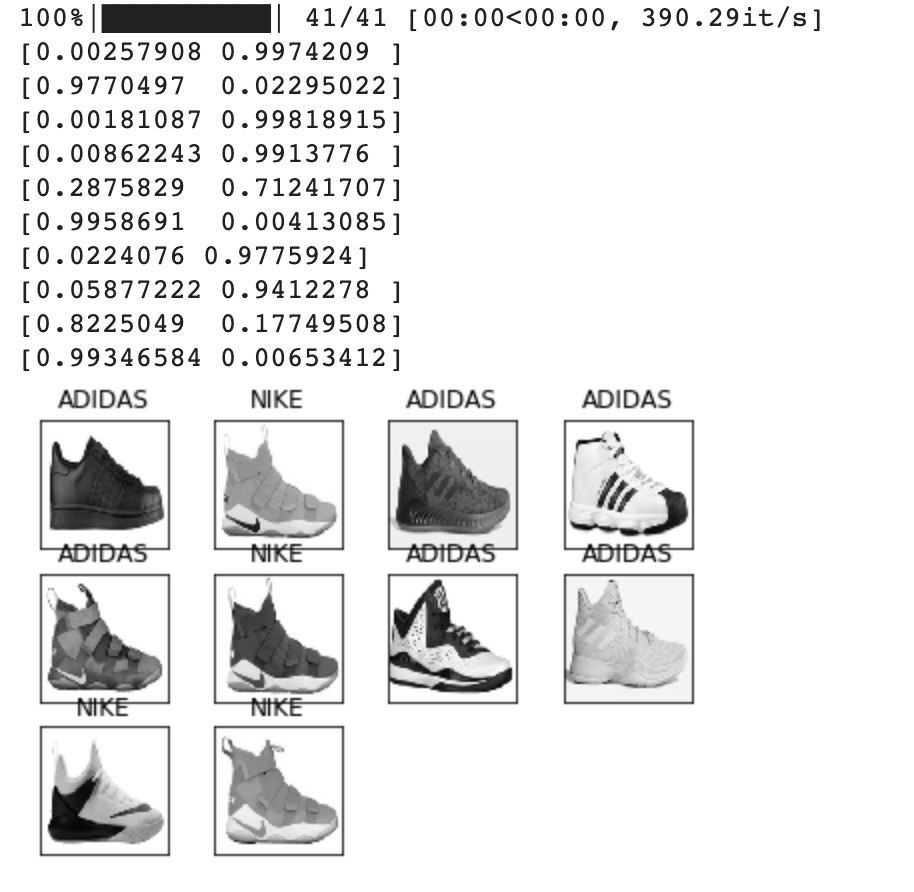 100%|██████████| 41/41 [00:00<00:00, 390.29it/s]
[0.00257908 0.9974209 ]
[0.9770497  0.02295022]
[0.00181087 0.99818915]
[0.00862243 0.9913776 ]
[0.2875829  0.71241707]
[0.9958691  0.00413085]
[0.0224076 0.9775924]
[0.05877222 0.9412278 ]
[0.8225049  0.17749508]
[0.99346584 0.00653412]
ADIDAS NIKE ADIDAS ADIDAS
ADIDAS NIKE ADIDAS ADIDAS
NIKE NIKE